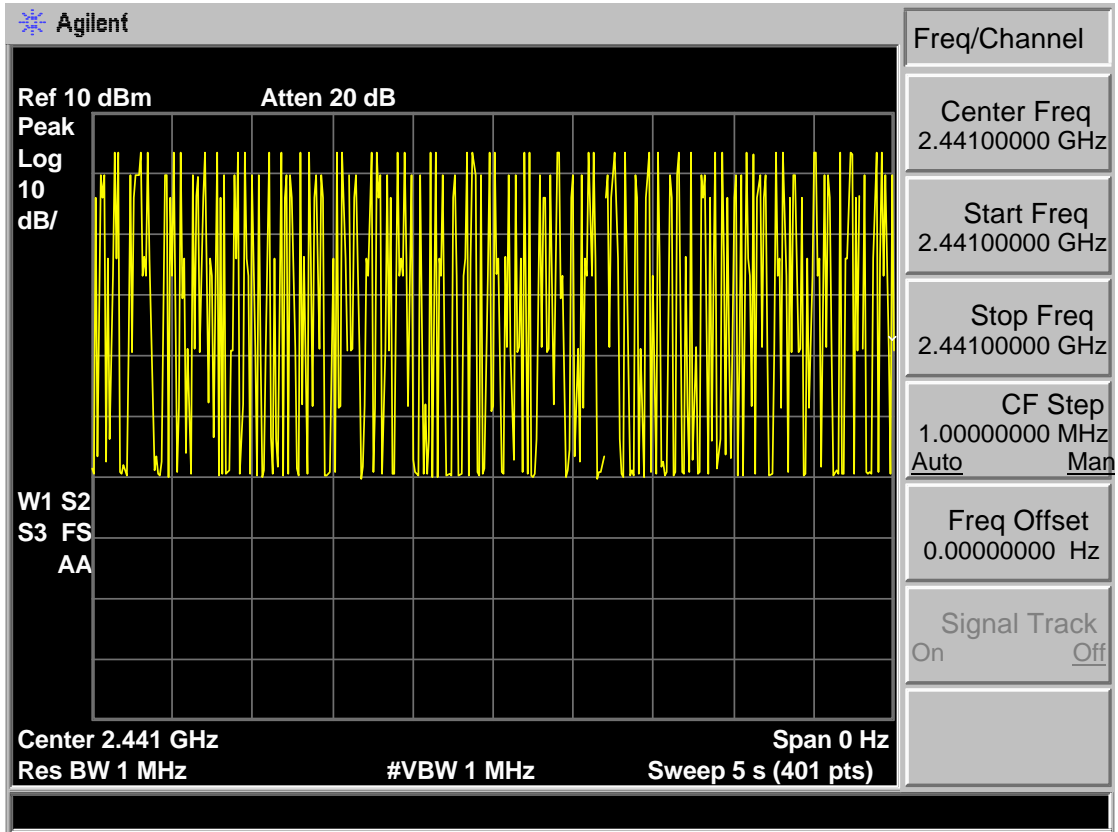 Agilent
Freq/Channel
Ref 10 dBm Atten 20 dB
Peak
Log
10
dB/
W1 S2
S3 FS
AA
Center 2.441 GHz Span 0 Hz
Res BW 1 MHz #VBW 1 MHz Sweep 5 s (401 pts)
Center Freq
2.44100000 GHz
Start Freq
2.44100000 GHz
Stop Freq
2.44100000 GHz
CF Step
1.00000000 MHz
Auto Man
Freq Offset
0.00000000 Hz
Signal Track
On Off